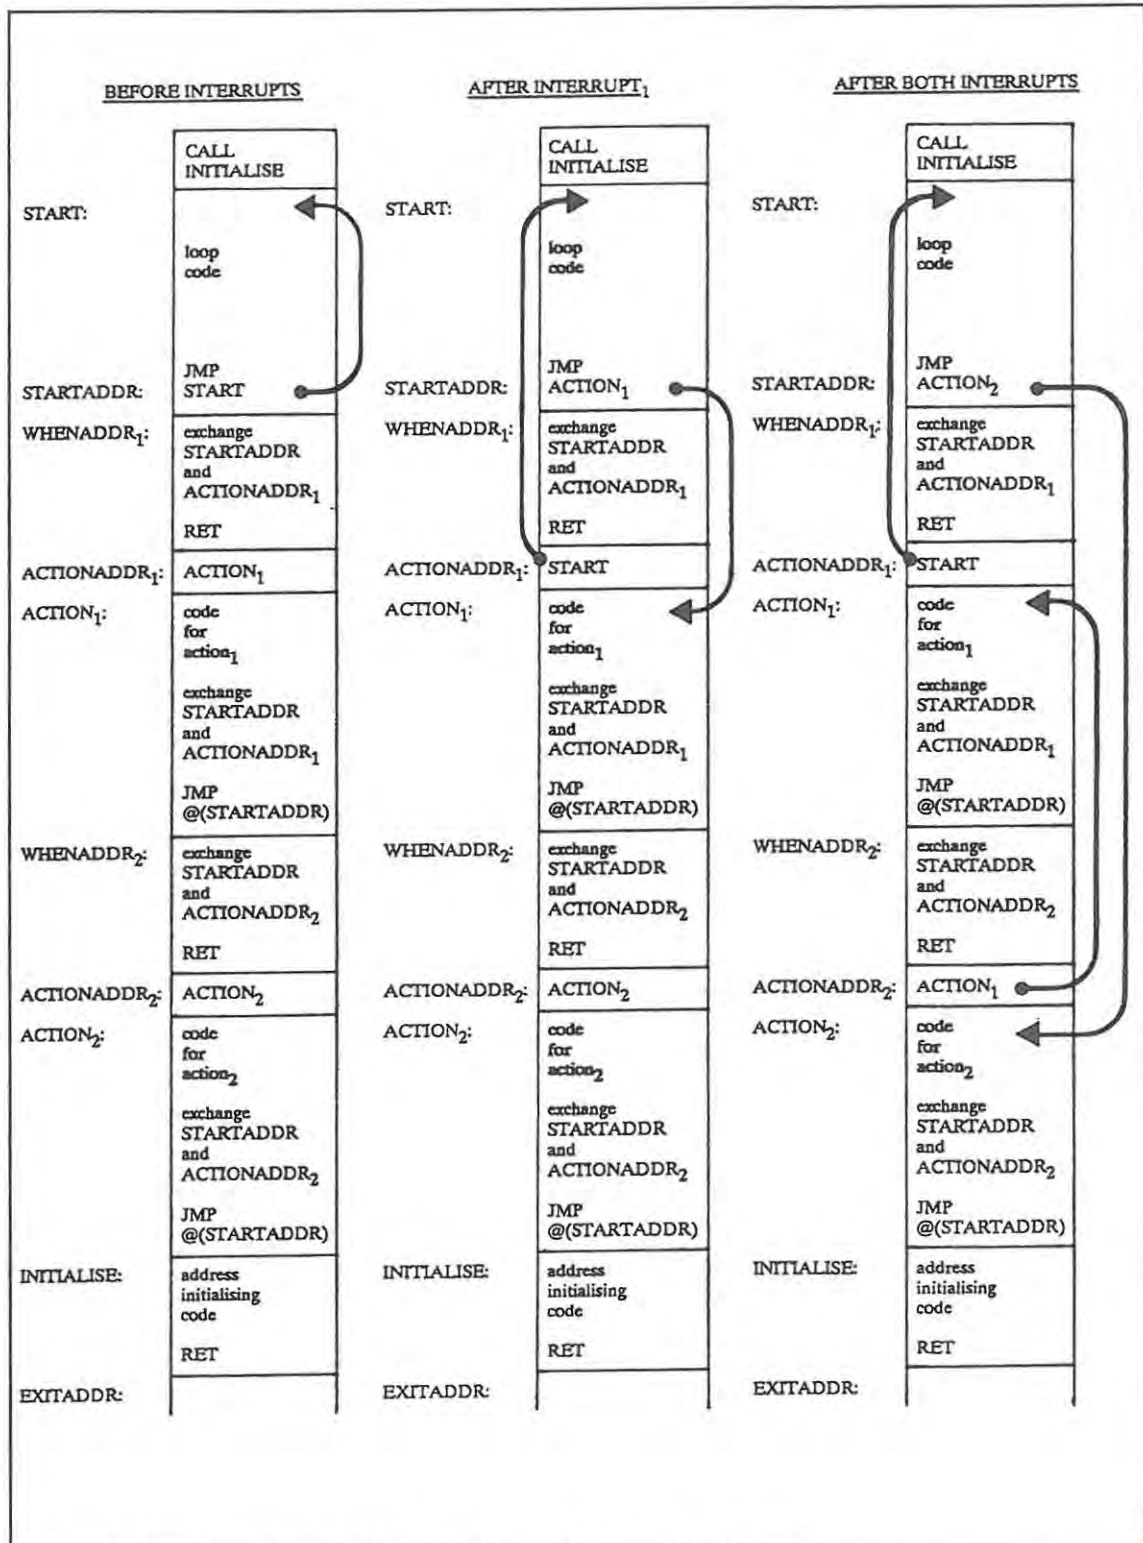 BEFORE INTERRUPTS
CALL
INITIALISE
START:
loop
code
JMP
STARTADDR: START
WHENADDR₁: exchange
STARTADDR
and
ACTIONADDR₁
RET
ACTIONADDR₁: ACTION₁
ACTION₁: code
for
action₁
exchange
STARTADDR
and
ACTIONADDR₁
JMP
@(STARTADDR)
WHENADDR₂: exchange
STARTADDR
and
ACTIONADDR₂
RET
ACTIONADDR₂: ACTION₂
ACTION₂: code
for
action₂
exchange
STARTADDR
and
ACTIONADDR₂
JMP
@(STARTADDR)
INITIALISE: address
initialising
code
RET
EXITADDR:
AFTER INTERRUPT₁
CALL
INITIALISE
START:
loop
code
JMP
STARTADDR: ACTION₁
WHENADDR₁: exchange
STARTADDR
and
ACTIONADDR₁
RET
ACTIONADDR₁: START
ACTION₁: code
for
action₁
exchange
STARTADDR
and
ACTIONADDR₁
JMP
@(STARTADDR)
WHENADDR₂: exchange
STARTADDR
and
ACTIONADDR₂
RET
ACTIONADDR₂: ACTION₂
ACTION₂: code
for
action₂
exchange
STARTADDR
and
ACTIONADDR₂
JMP
@(STARTADDR)
INITIALISE: address
initialising
code
RET
EXITADDR:
AFTER BOTH INTERRUPTS
CALL
INITIALISE
START:
loop
code
JMP
STARTADDR: ACTION₂
WHENADDR₁: exchange
STARTADDR
and
ACTIONADDR₁
RET
ACTIONADDR₁: START
ACTION₁: code
for
action₁
exchange
STARTADDR
and
ACTIONADDR₁
JMP
@(STARTADDR)
WHENADDR₂: exchange
STARTADDR
and
ACTIONADDR₂
RET
ACTIONADDR₂: ACTION₁
ACTION₂: code
for
action₂
exchange
STARTADDR
and
ACTIONADDR₂
JMP
@(STARTADDR)
INITIALISE: address
initialising
code
RET
EXITADDR: